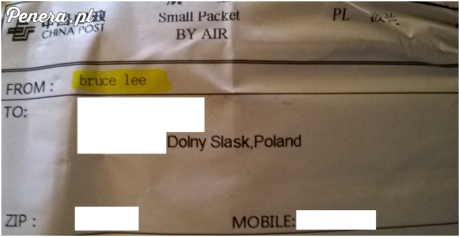 Penera.pl
Small Packet PL
CHINA POST
BY AIR
FROM: bruce lee
TO:
Dolny Slask,Poland
ZIP: MOBILE: